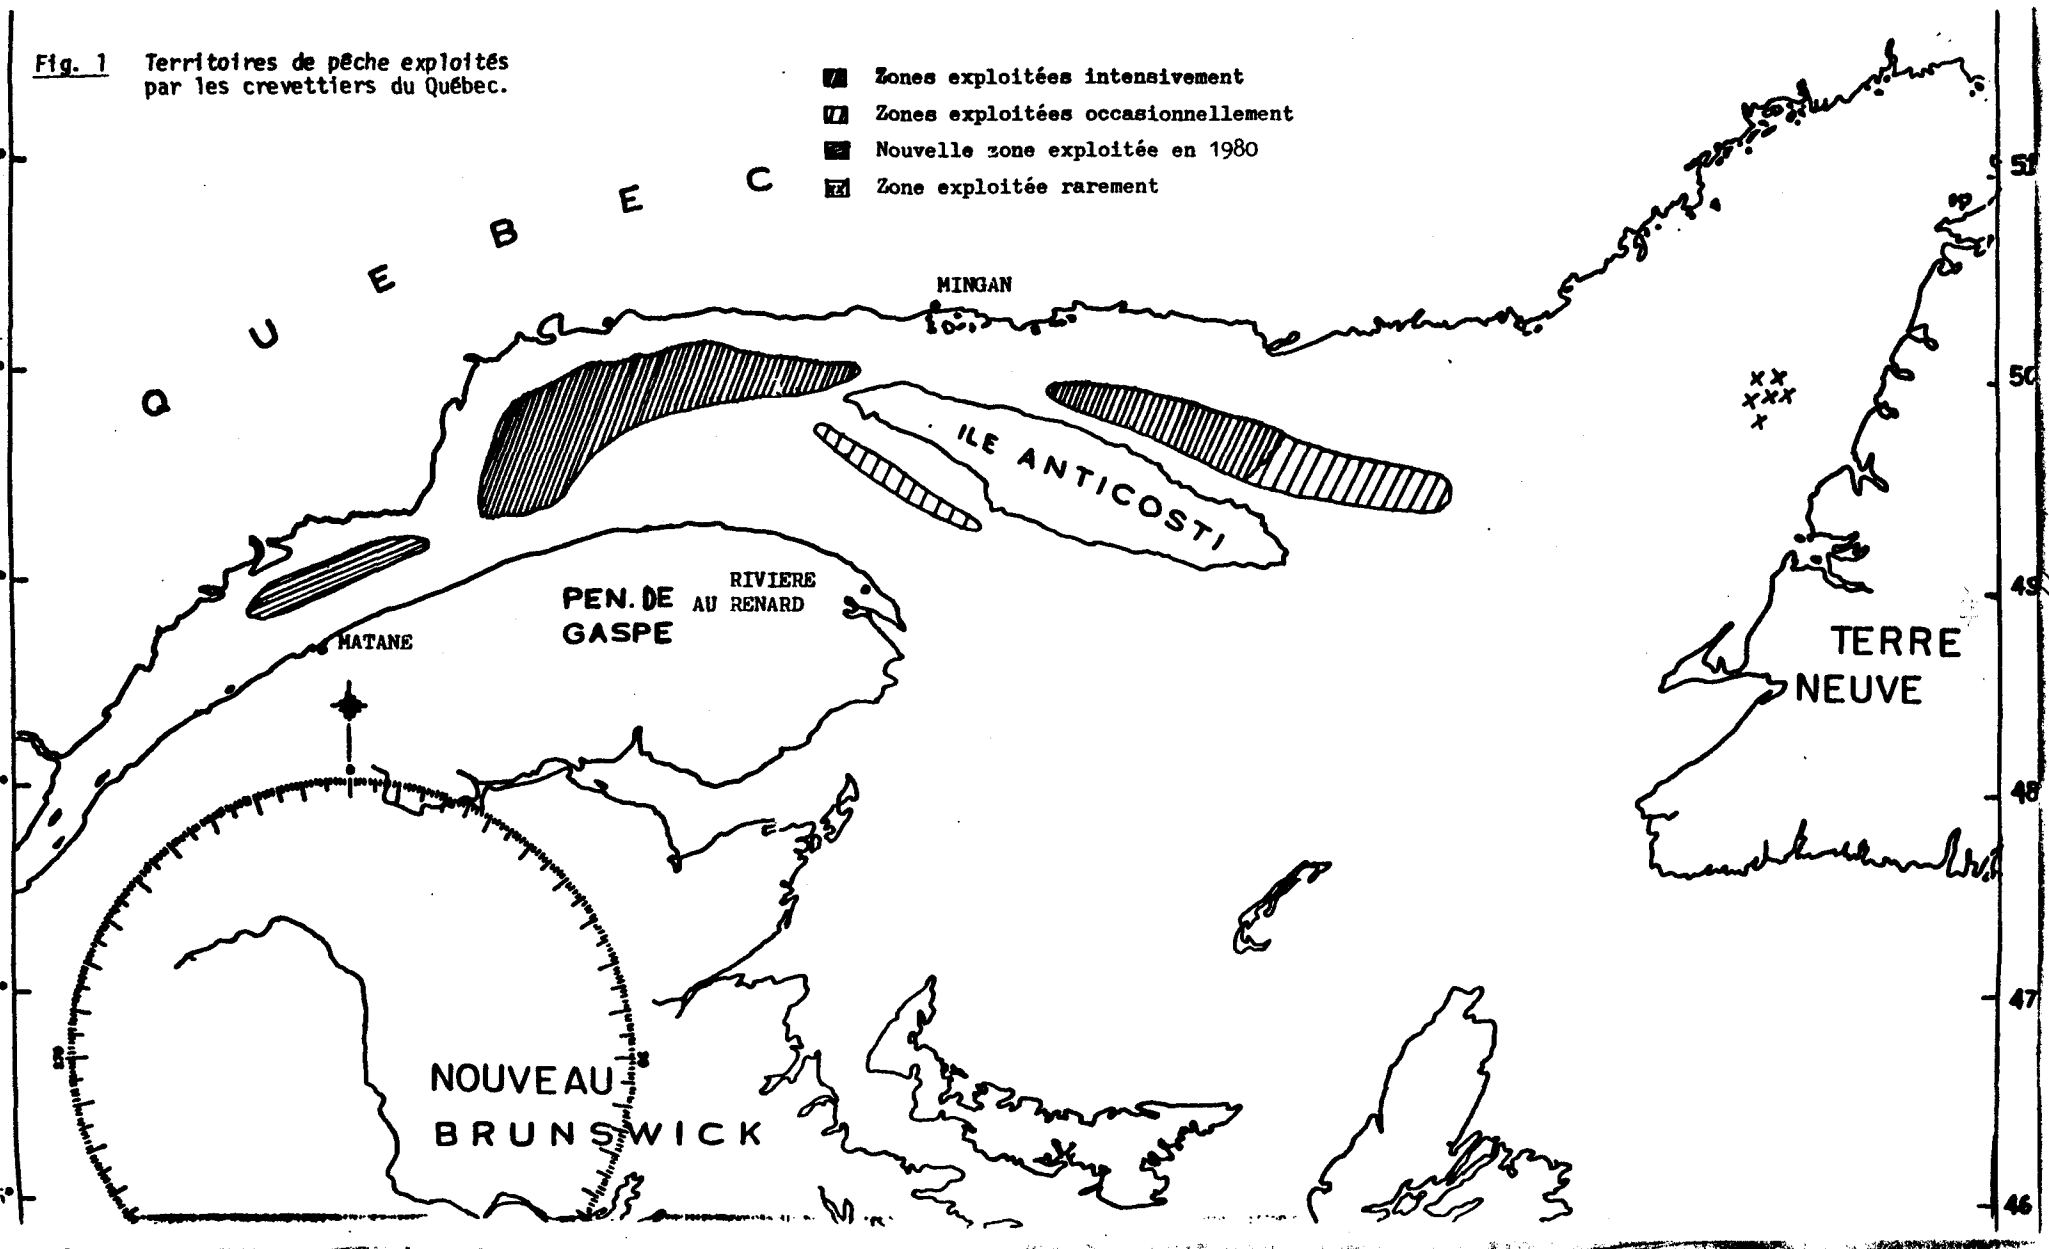 Fig. 1 Territoires de pêche exploités
par les crevettiers du Québec.
Zones exploitées intensivement
Zones exploitées occasionnellement
Nouvelle zone exploitée en 1980
Zone exploitée rarement
QUEBEC
MINGAN
ILE ANTICOSTI
RIVIERE
AU RENARD
PEN. DE
GASPE
MATANE
TERRE
NEUVE
NOUVEAU
BRUNSWICK
51
50
49
48
47
46